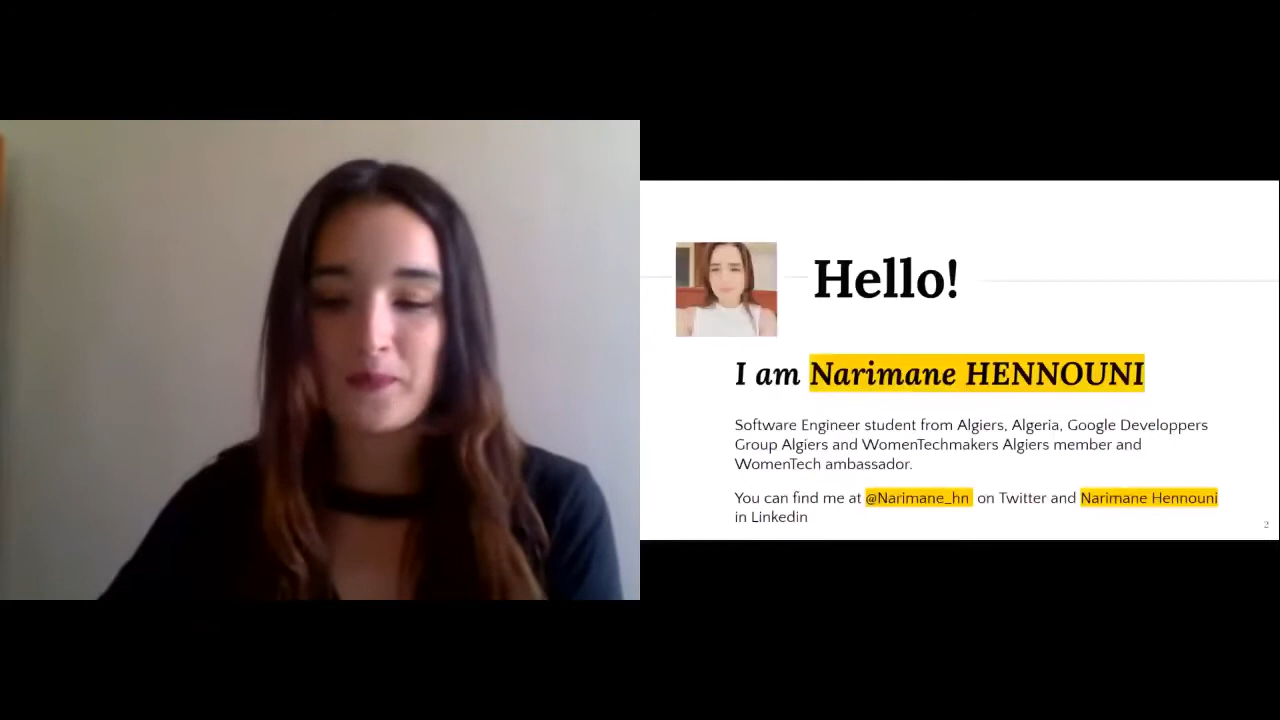 Hello!
I am Narimane HENNOUNI
Software Engineer student from Algiers, Algeria, Google Developpers
Group Algiers and WomenTechmakers Algiers member and
WomenTech ambassador.
You can find me at @Narimane_hn on Twitter and Narimane Hennouni
in Linkedin
2